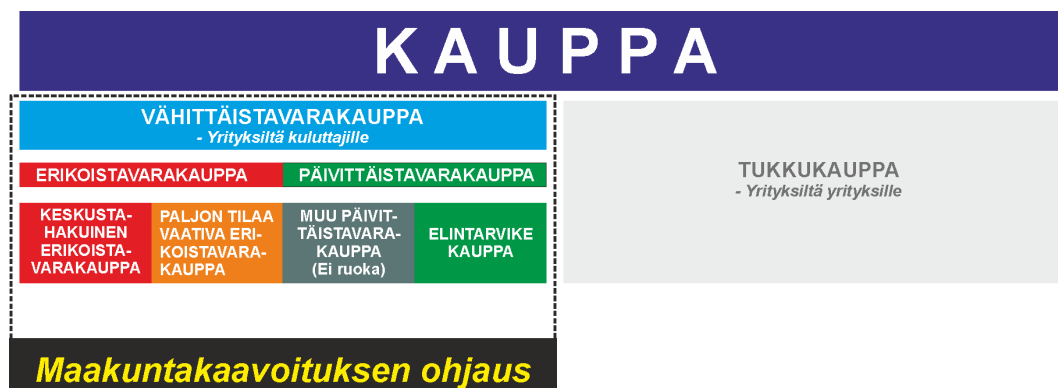 KAUPPA
VÄHITTÄISTAVARAKAUPPA
- Yrityksiltä kuluttajille
TUKKUKAUPPA
- Yrityksiltä yrityksille
ERIKOISTAVARAKAUPPA
PÄIVITTÄISTAVARAKAUPPA
KESKUSTA-
HAKUINEN
ERIKOISTA-
VARAKAUPPA
PALJON TILAA
VAATIVA ERI-
KOISTAVARA-
KAUPPA
MUU PÄIVIT-
TÄISTAVARA-
KAUPPA
(Ei ruoka)
ELINTARVIKE
KAUPPA
Maakuntakaavoituksen ohjaus